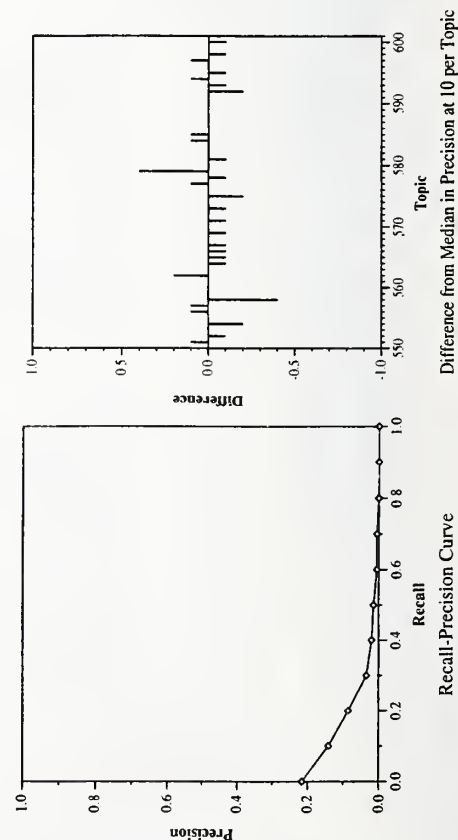 1.0
0.8
0.6
0.4
0.2
0.0
Precision
0.0 0.2 0.4 0.6 0.8 1.0
Recall
Recall-Precision Curve
1.0
0.5
0.0
-0.5
-1.0
Difference
550 560 570 580 590 600
Topic
Difference from Median in Precision at 10 per Topic